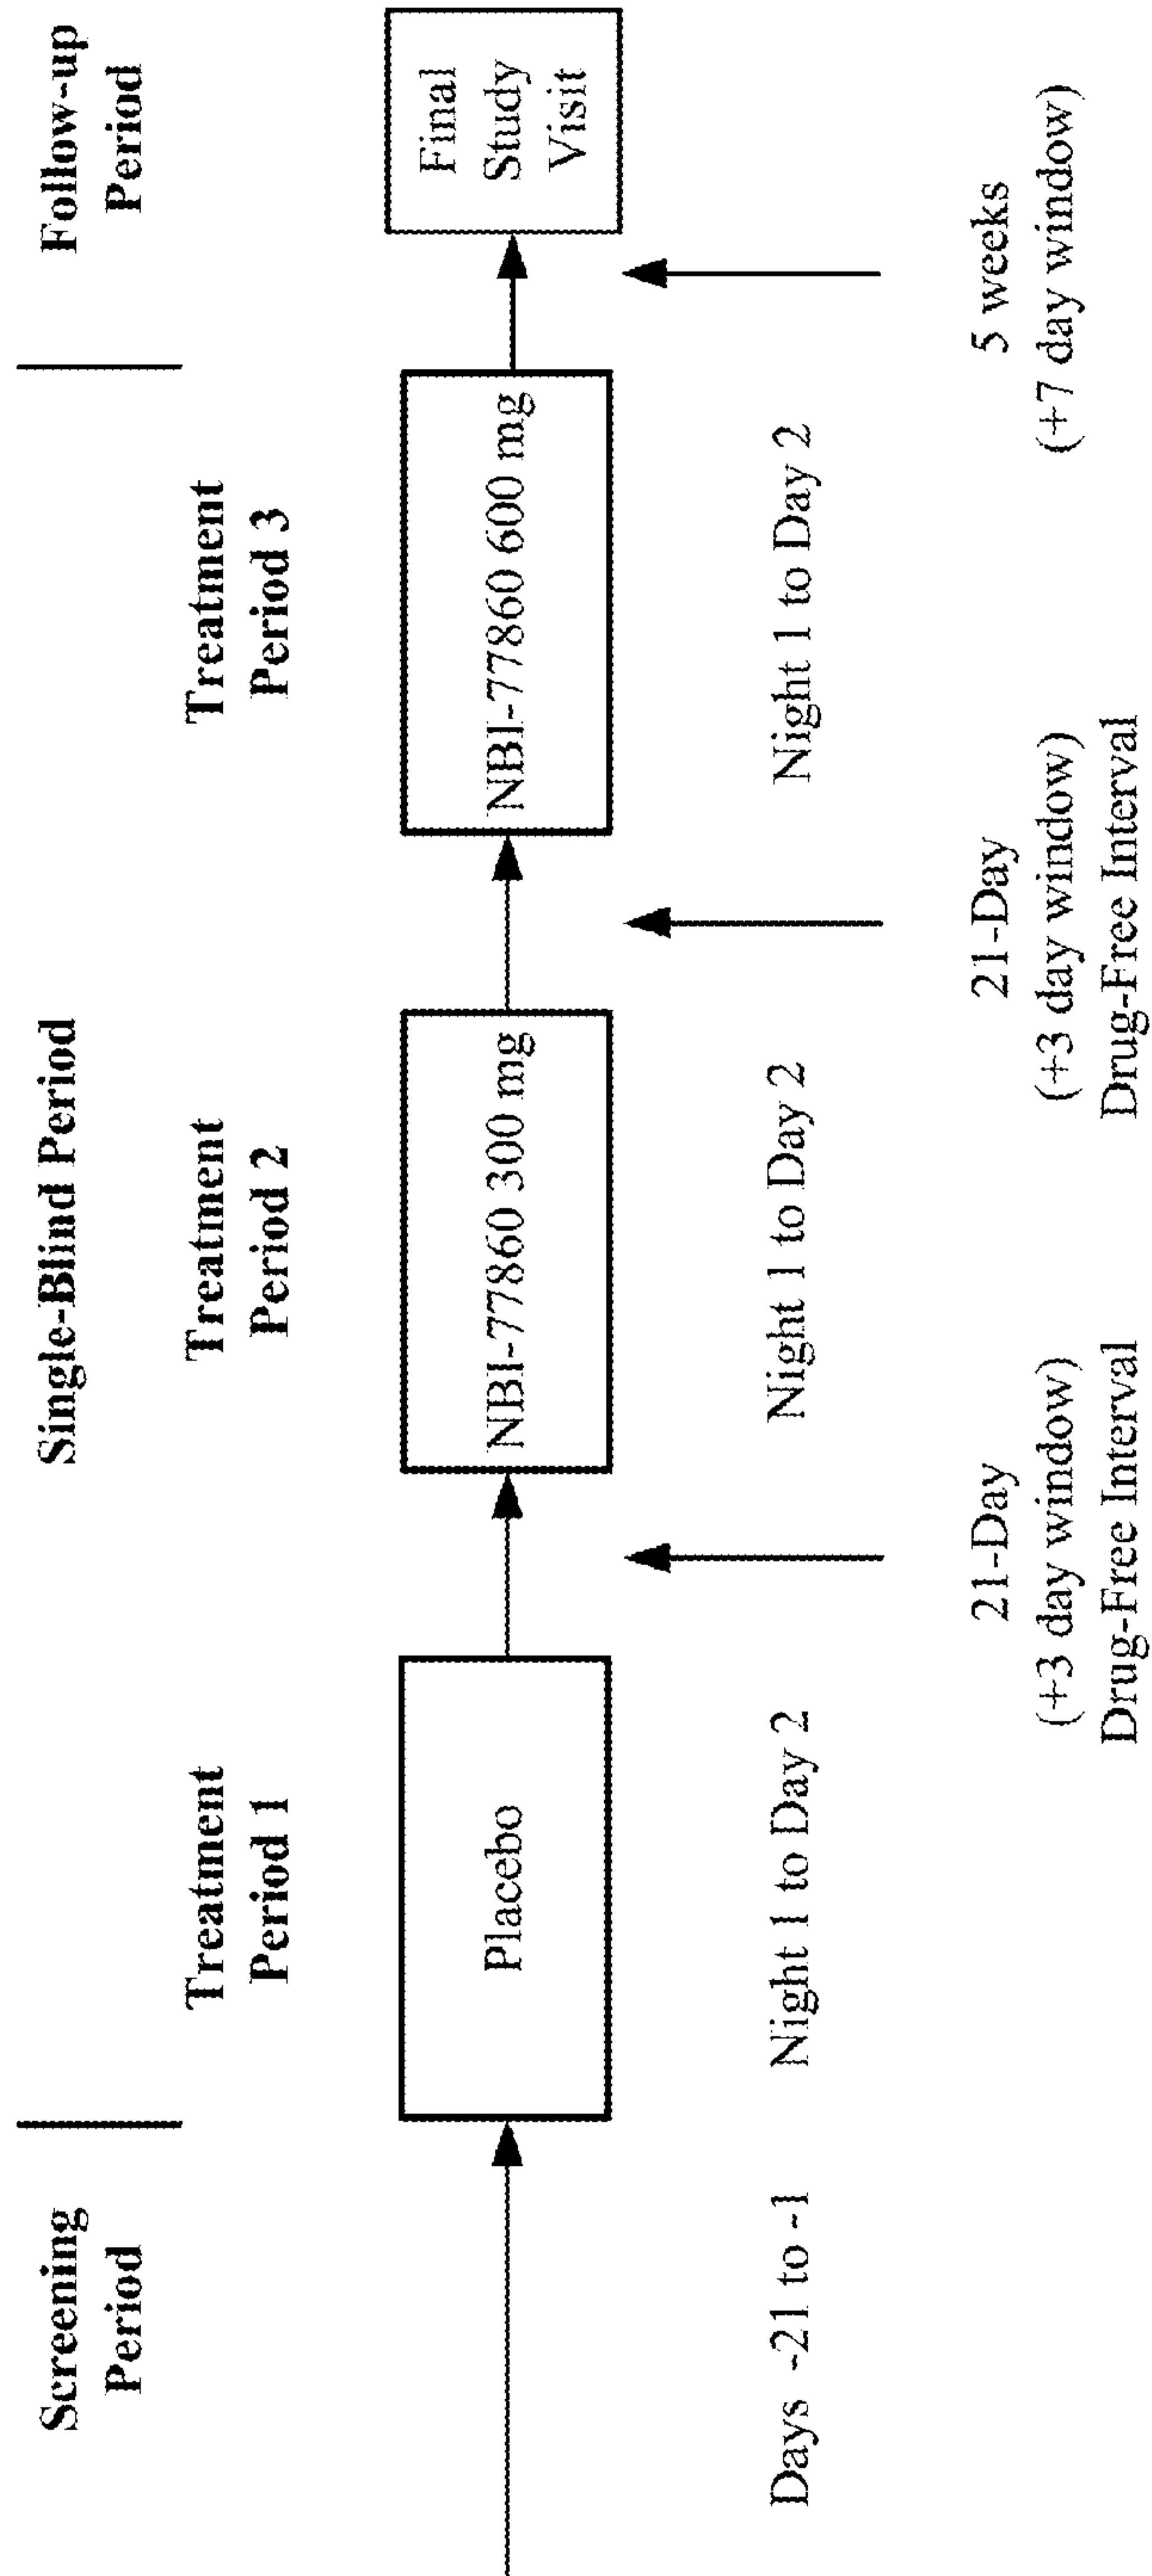 Screening
Period
Single-Blind Period
Follow-up
Period
Treatment
Period 1
Treatment
Period 2
Treatment
Period 3
Placebo
NBI-77860 300 mg
NBI-77860 600 mg
Final
Study
Visit
Days -21 to -1
Night 1 to Day 2
Night 1 to Day 2
Night 1 to Day 2
21-Day
(+3 day window)
Drug-Free Interval
21-Day
(+3 day window)
Drug-Free Interval
5 weeks
(+7 day window)